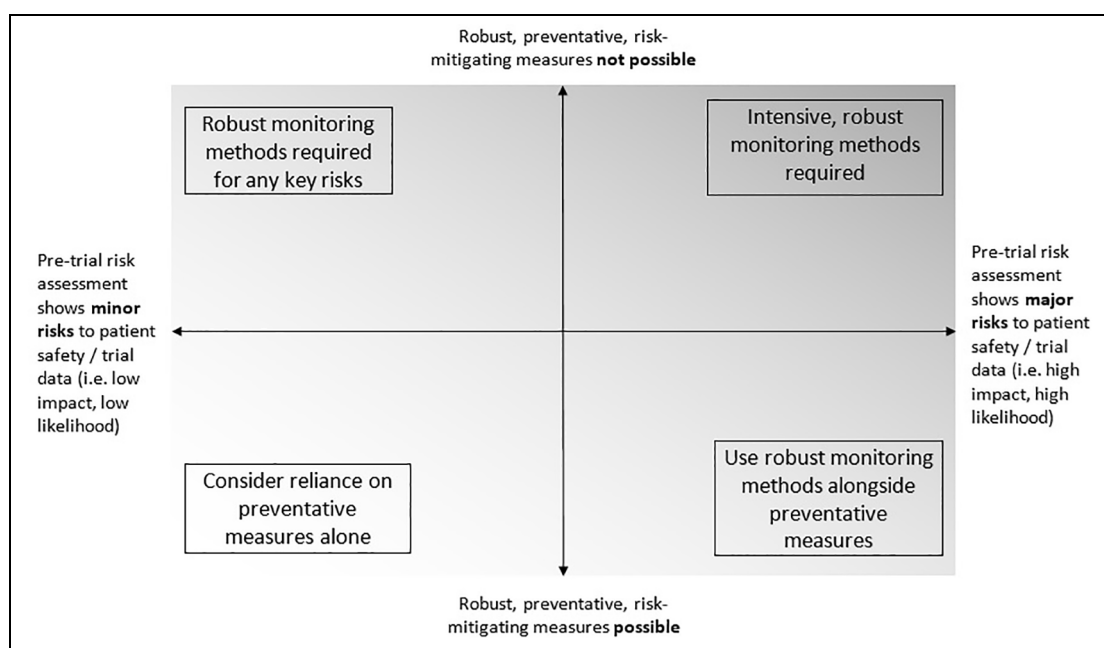 Robust, preventative, risk-
mitigating measures not possible
Robust monitoring
methods required
for any key risks
Intensive, robust
monitoring methods
required
Pre-trial risk
assessment
shows minor
risks to patient
safety / trial
data (i.e. low
impact, low
likelihood)
Pre-trial risk
assessment
shows major
risks to patient
safety / trial
data (i.e. high
impact, high
likelihood)
Consider reliance on
preventative
measures alone
Use robust monitoring
methods alongside
preventative
measures
Robust, preventative, risk-
mitigating measures possible